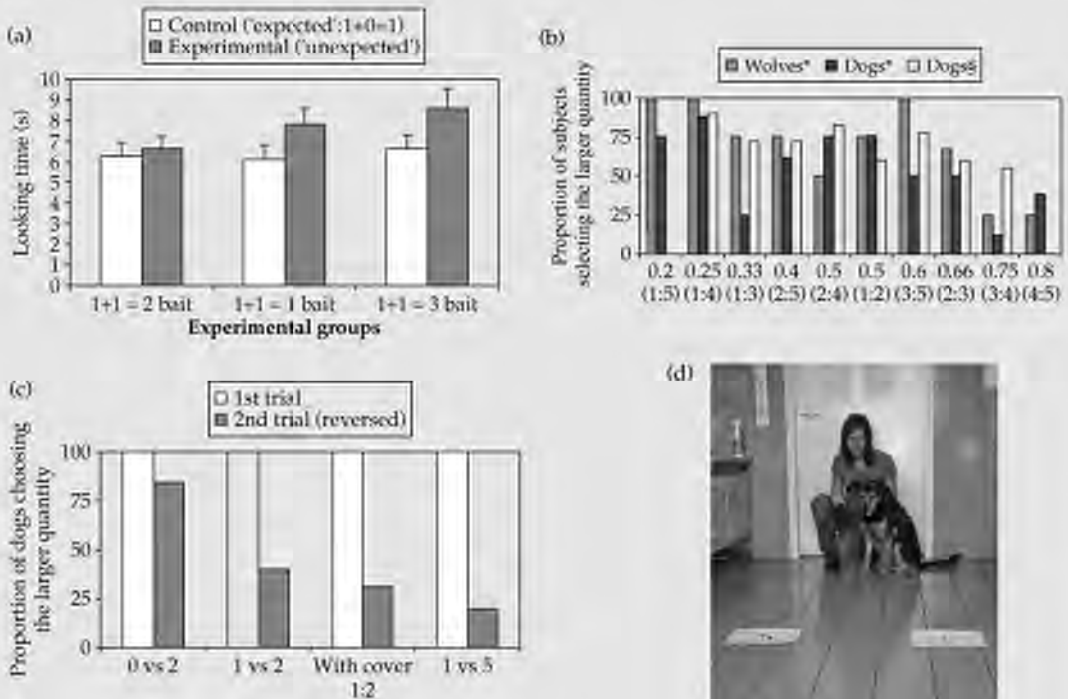 (a)
Control ('expected':1+0=1)
Experimental ('unexpected')
Looking time (s)
10
9
8
7
6
5
4
3
2
1
0
1+1 = 2 bait 1+1 = 1 bait 1+1 = 3 bait
Experimental groups
(b)
Wolves* Dogs* Dogs§
Proportion of subjects
selecting the larger quantity
100
75
50
25
0
0.2 0.25 0.33 0.4 0.5 0.5 0.6 0.66 0.75 0.8
(1:5) (1:4) (1:3) (2:5) (2:4) (1:2) (3:5) (2:3) (3:4) (4:5)
(c)
1st trial
2nd trial (reversed)
Proportion of dogs choosing
the larger quantity
100
75
50
25
0
0 vs 2 1 vs 2 With cover 1 vs 5
1:2
(d)